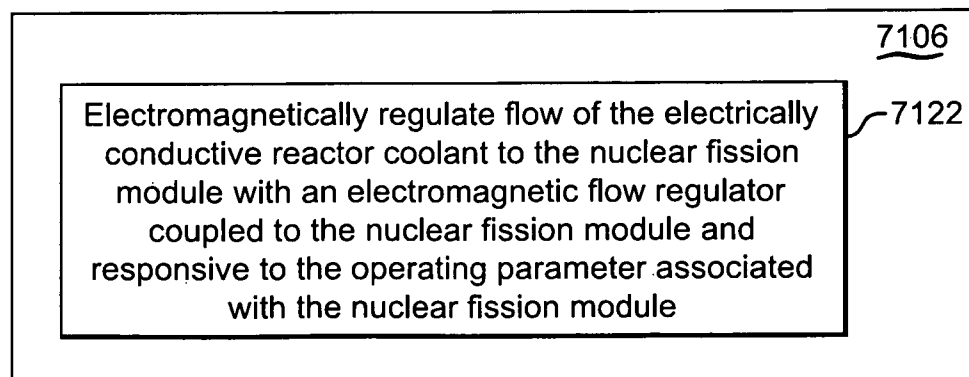 7106
Electromagnetically regulate flow of the electrically
conductive reactor coolant to the nuclear fission
module with an electromagnetic flow regulator
coupled to the nuclear fission module and
responsive to the operating parameter associated
with the nuclear fission module
7122